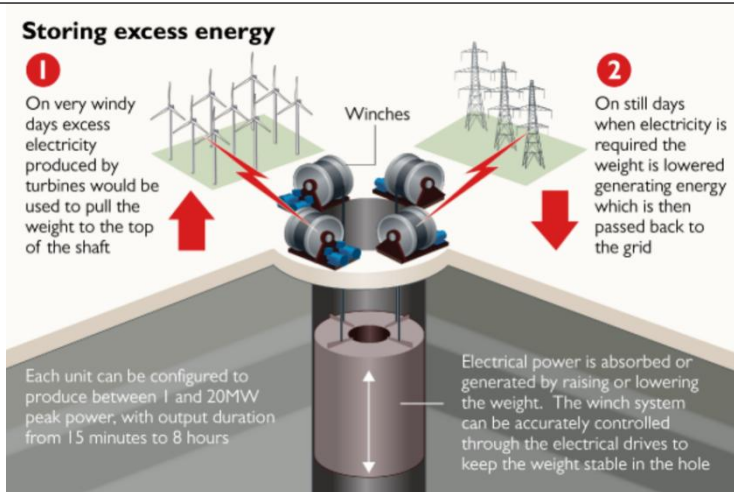 Storing excess energy
1
On very windy
days excess
electricity
produced by
turbines would be
used to pull the
weight to the top
of the shaft
Winches
2
On still days
when electricity is
required the
weight is lowered
generating energy
which is then
passed back to
the grid
Each unit can be configured to
produce between 1 and 20MW
peak power, with output duration
from 15 minutes to 8 hours
Electrical power is absorbed or
generated by raising or lowering
the weight. The winch system
can be accurately controlled
through the electrical drives to
keep the weight stable in the hole